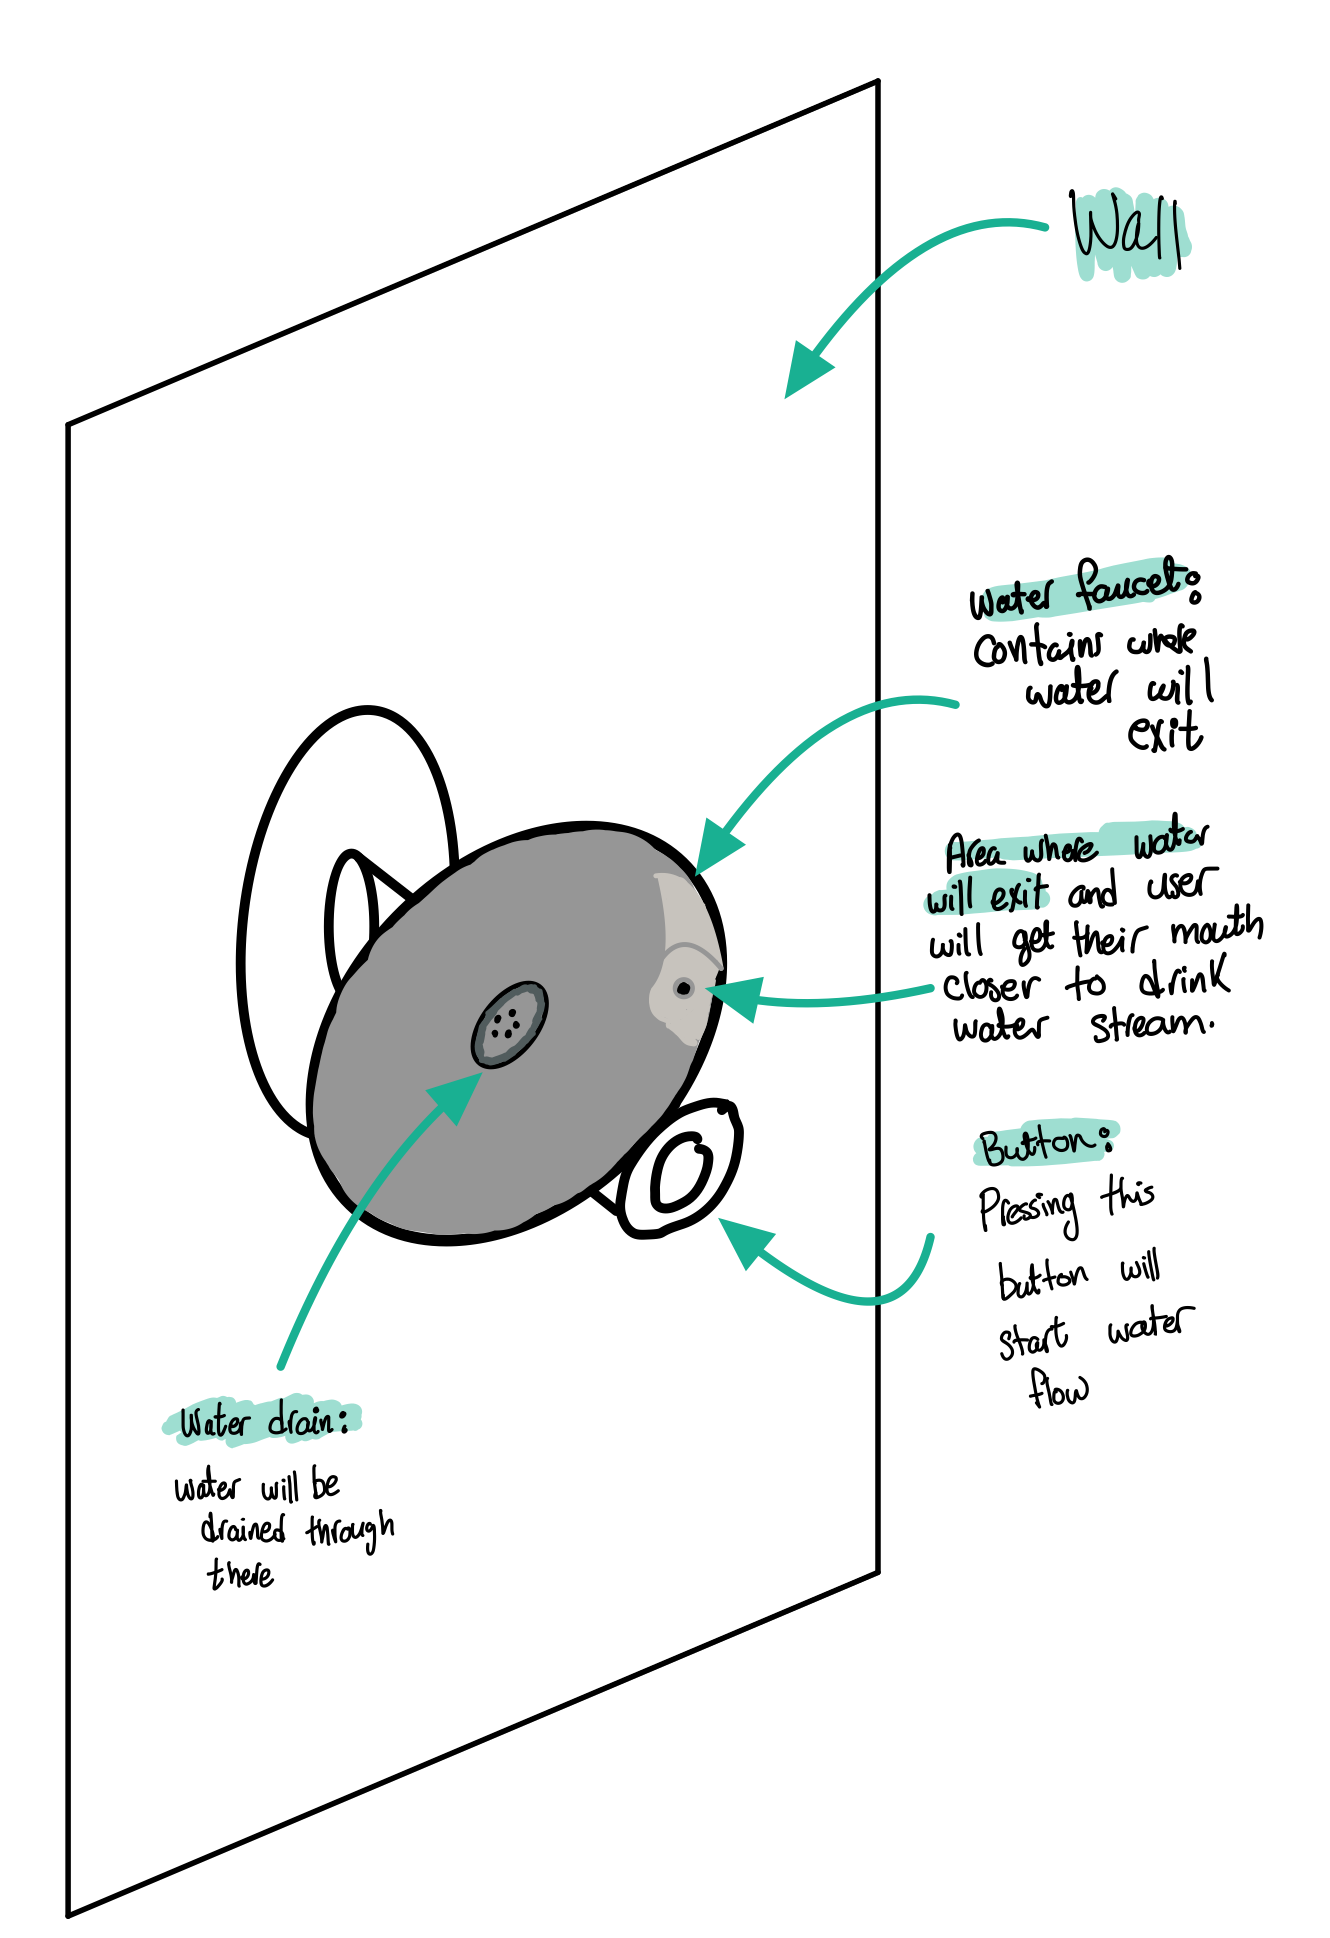 Wall
Water faucet:
Contains where
water will
exit
Area where water
will exit and user
will get their mouth
closer to drink
water stream.
Button:
Pressing this
button will
start water
flow
Water drain:
water will be
drained through
there